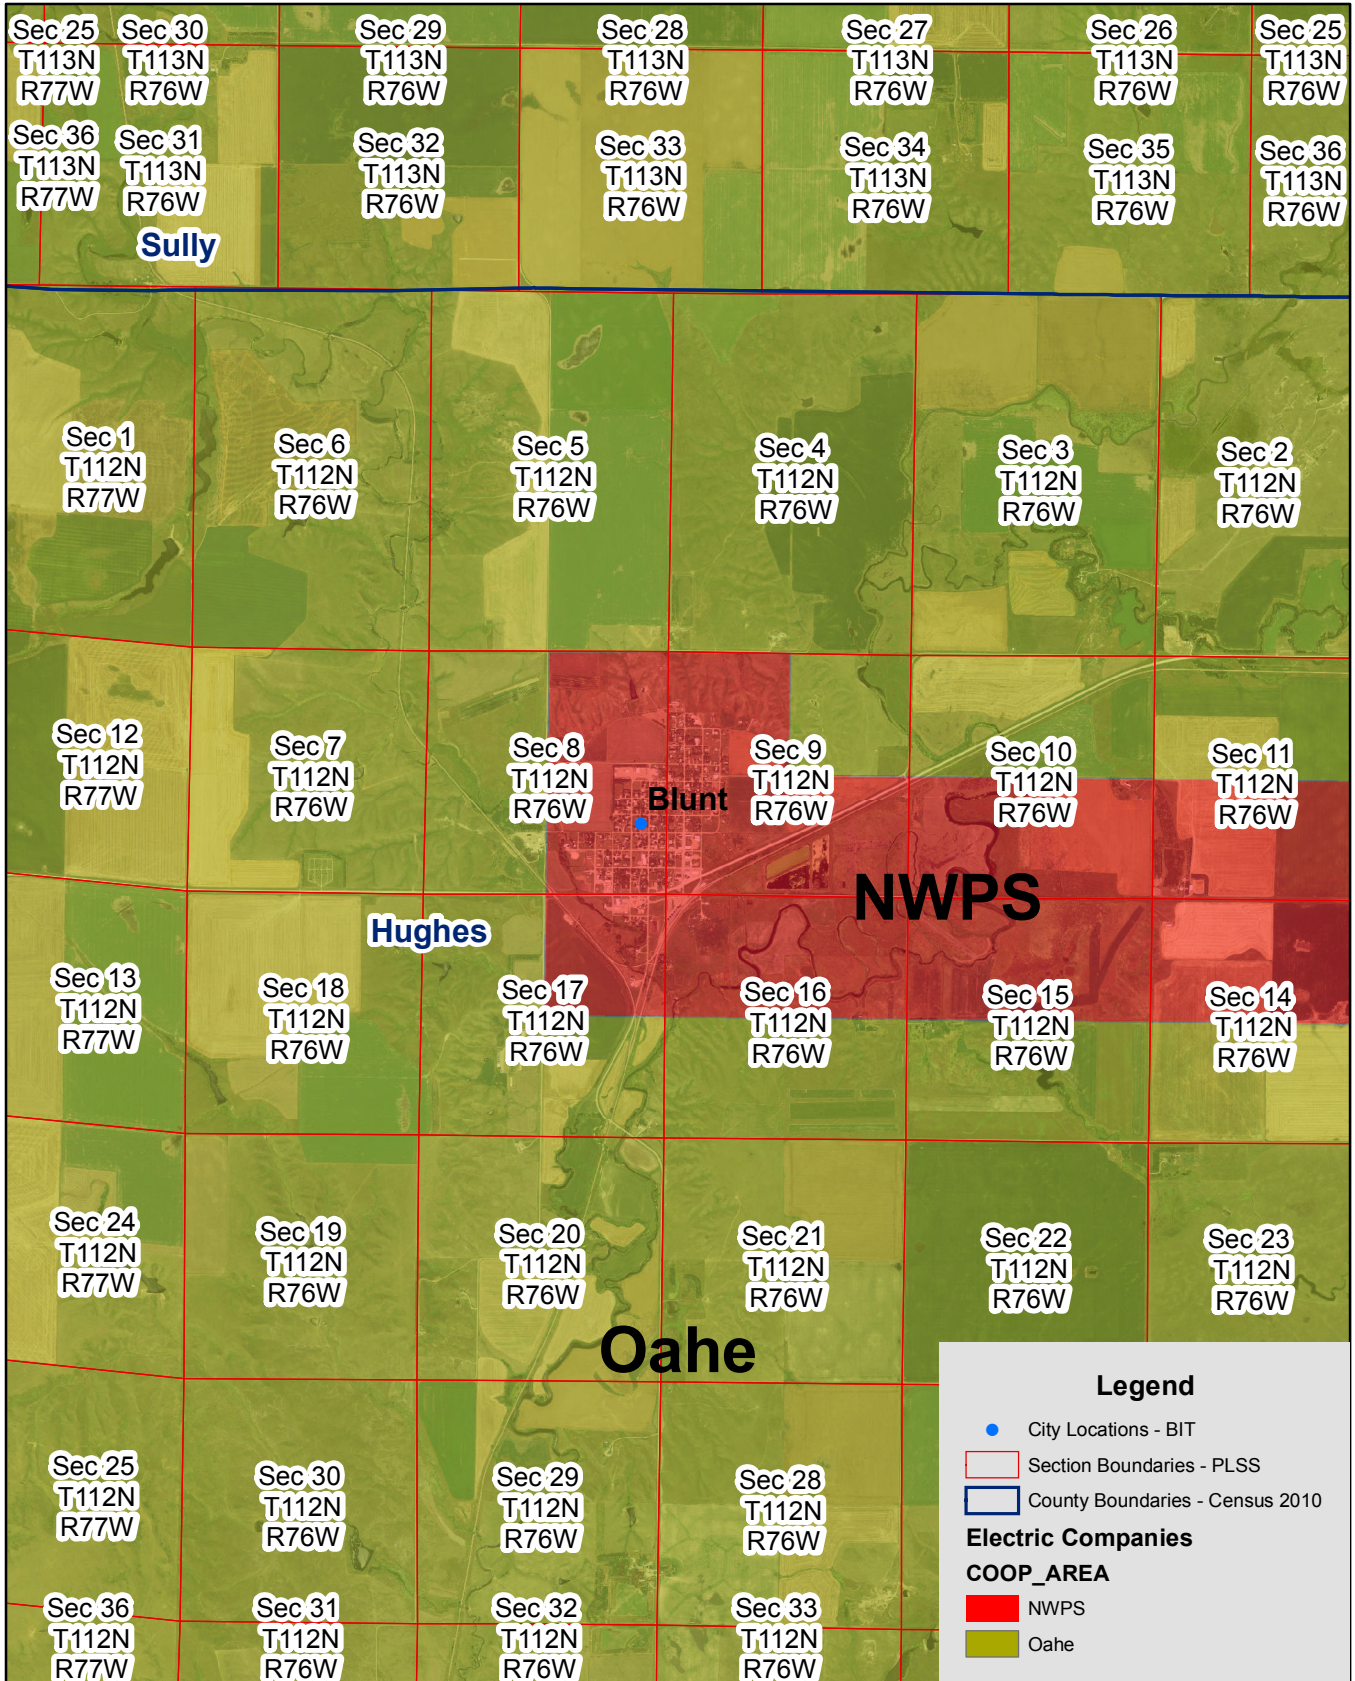 Sec 25
T113N
R77W
Sec 30
T113N
R76W
Sec 29
T113N
R76W
Sec 28
T113N
R76W
Sec 27
T113N
R76W
Sec 26
T113N
R76W
Sec 25
T113N
R76W
Sec 36
T113N
R77W
Sec 31
T113N
R76W
Sec 32
T113N
R76W
Sec 33
T113N
R76W
Sec 34
T113N
R76W
Sec 35
T113N
R76W
Sec 36
T113N
R76W
Sully
Sec 1
T112N
R77W
Sec 6
T112N
R76W
Sec 5
T112N
R76W
Sec 4
T112N
R76W
Sec 3
T112N
R76W
Sec 2
T112N
R76W
Sec 12
T112N
R77W
Sec 7
T112N
R76W
Sec 8
T112N
R76W
Sec 9
T112N
R76W
Sec 10
T112N
R76W
Sec 11
T112N
R76W
Blunt
NWPS
Hughes
Sec 13
T112N
R77W
Sec 18
T112N
R76W
Sec 17
T112N
R76W
Sec 16
T112N
R76W
Sec 15
T112N
R76W
Sec 14
T112N
R76W
Sec 24
T112N
R77W
Sec 19
T112N
R76W
Sec 20
T112N
R76W
Sec 21
T112N
R76W
Sec 22
T112N
R76W
Sec 23
T112N
R76W
Oahe
Sec 25
T112N
R77W
Sec 30
T112N
R76W
Sec 29
T112N
R76W
Sec 28
T112N
R76W
Sec 36
T112N
R77W
Sec 31
T112N
R76W
Sec 32
T112N
R76W
Sec 33
T112N
R76W
Legend
City Locations - BIT
Section Boundaries - PLSS
County Boundaries - Census 2010
Electric Companies
COOP_AREA
NWPS
Oahe